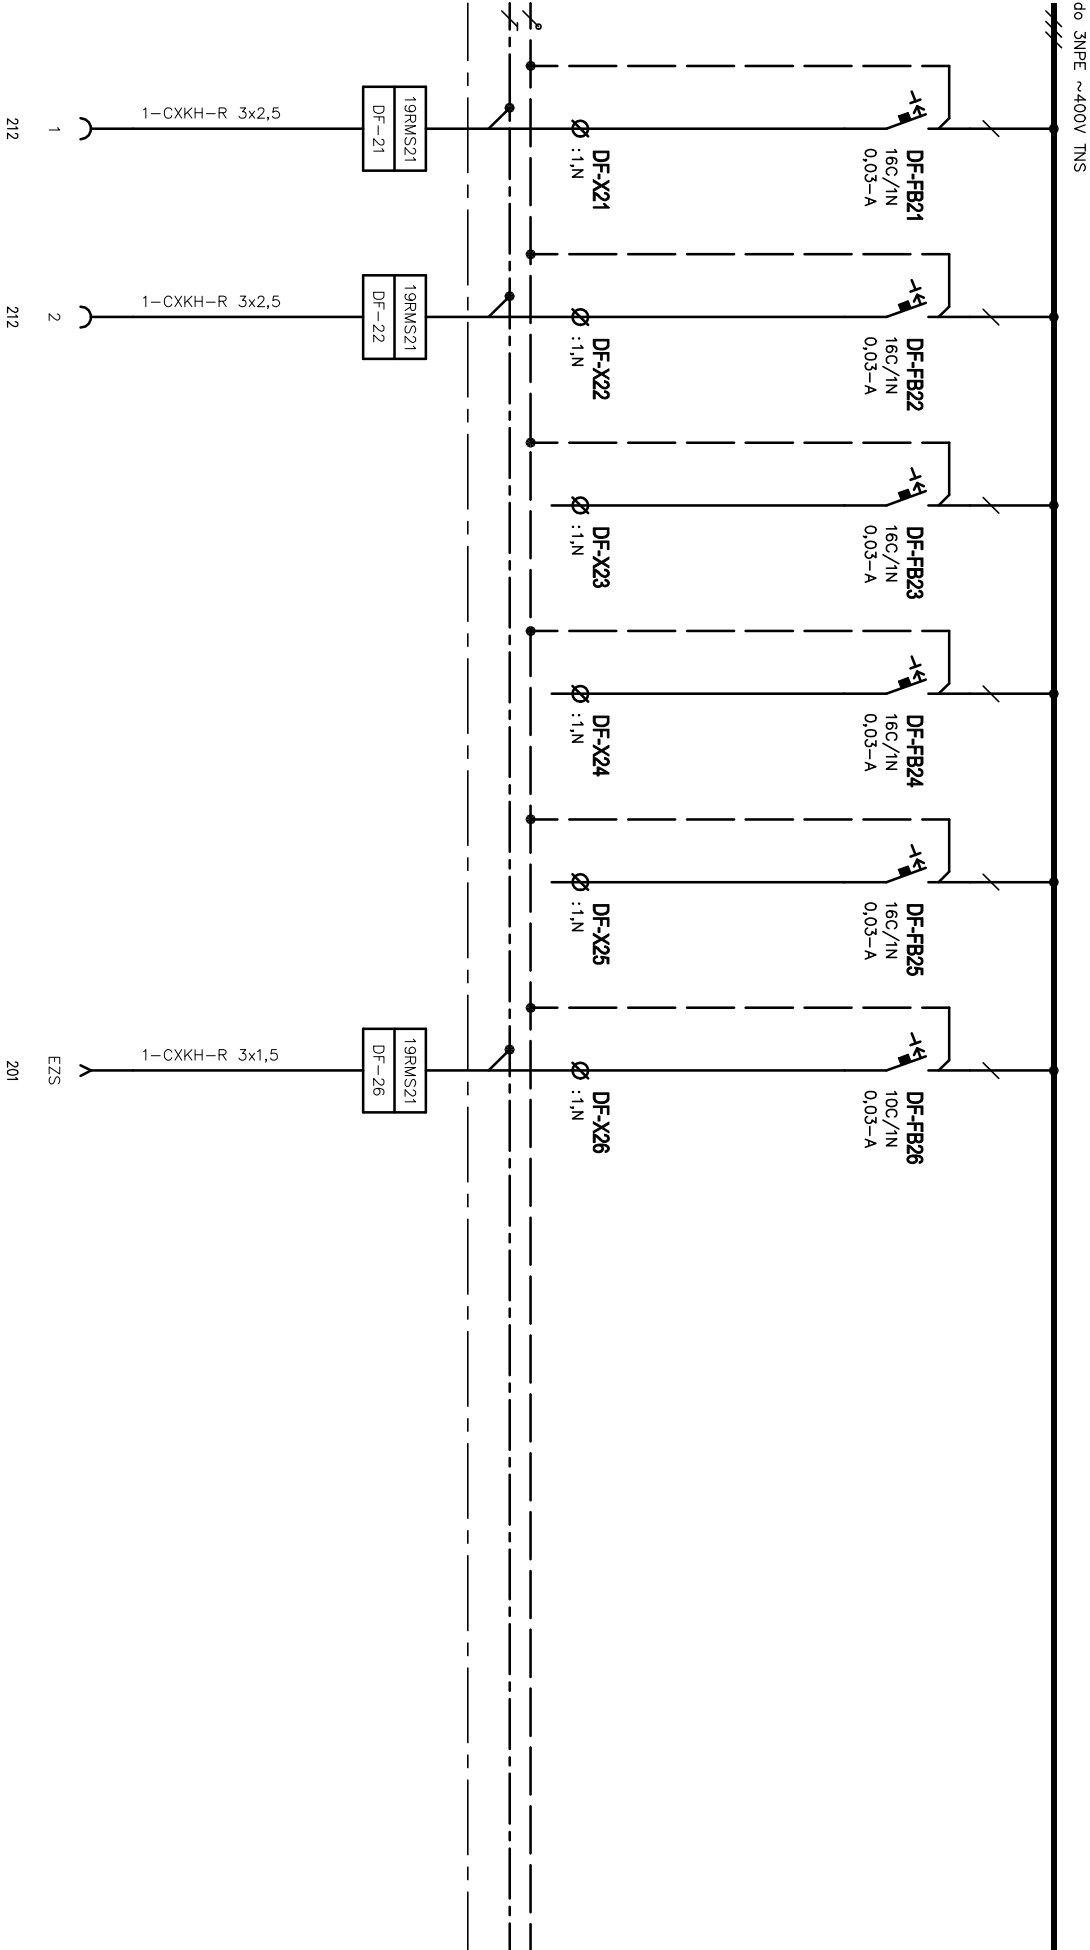 do 3NPE ~400V TNS
DF-FB21
16C/1N
0,03-A
DF-X21
:1,N
19RMS21
DF-21
1-CXKH-R 3x2,5
1
212
DF-FB22
16C/1N
0,03-A
DF-X22
:1,N
19RMS21
DF-22
1-CXKH-R 3x2,5
2
212
DF-FB23
16C/1N
0,03-A
DF-X23
:1,N
DF-FB24
16C/1N
0,03-A
DF-X24
:1,N
DF-FB25
16C/1N
0,03-A
DF-X25
:1,N
DF-FB26
10C/1N
0,03-A
DF-X26
:1,N
19RMS21
DF-26
1-CXKH-R 3x1,5
EZS
201